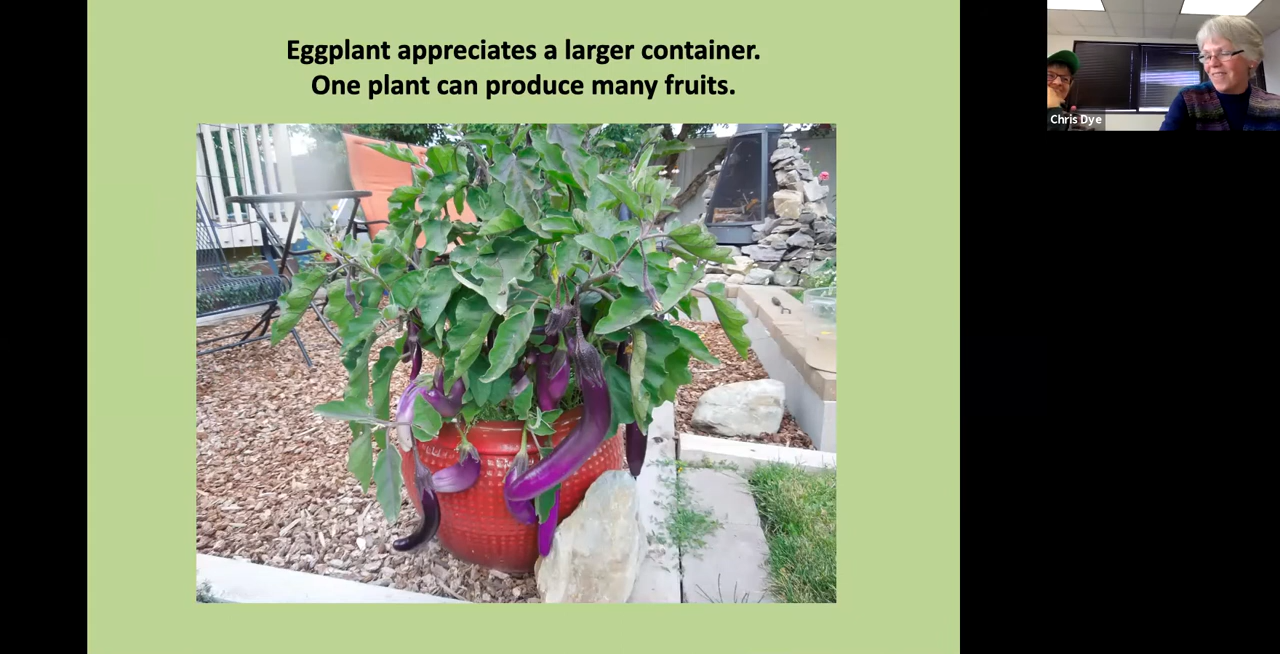 Eggplant appreciates a larger container.
One plant can produce many fruits.
Chris Dye